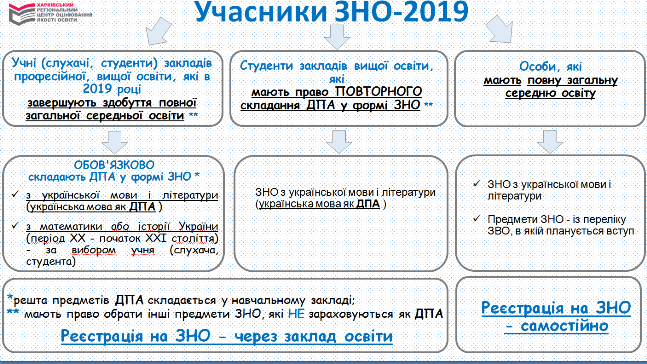 ХАРКІВСЬКИЙ
РЕГІОНАЛЬНИЙ
ЦЕНТР ОЦІНЮВАННЯ
ЯКОСТІ ОСВІТИ
Учасники ЗНО-2019
Учні (слухачі, студенти) закладів
професійної, вищої освіти, які в
2019 році
завершують здобуття повної
загальної середньої освіти **
Студенти закладів вищої освіти,
які
мають право ПОВТОРНОГО
складання ДПА у формі ЗНО **
Особи, які
мають повну загальну
середню освіту
ОБОВ'ЯЗКОВО
складають ДПА у формі ЗНО *
✓ з української мови і літератури
(українська мова як ДПА )
✓ з математики або історії України
(період ХХ - початок ХХІ століття)
- за вибором учня (слухача,
студента)
ЗНО з української мови і літератури
(українська мова як ДПА )
✓ ЗНО з української мови і
літератури
✓ Предмети ЗНО - із переліку
ЗВО, в якій планується вступ
*решта предметів ДПА складається у навчальному закладі;
** мають право обрати інші предмети ЗНО, які НЕ зараховуються як ДПА
Реєстрація на ЗНО – через заклад освіти
Реєстрація на ЗНО
– самостійно